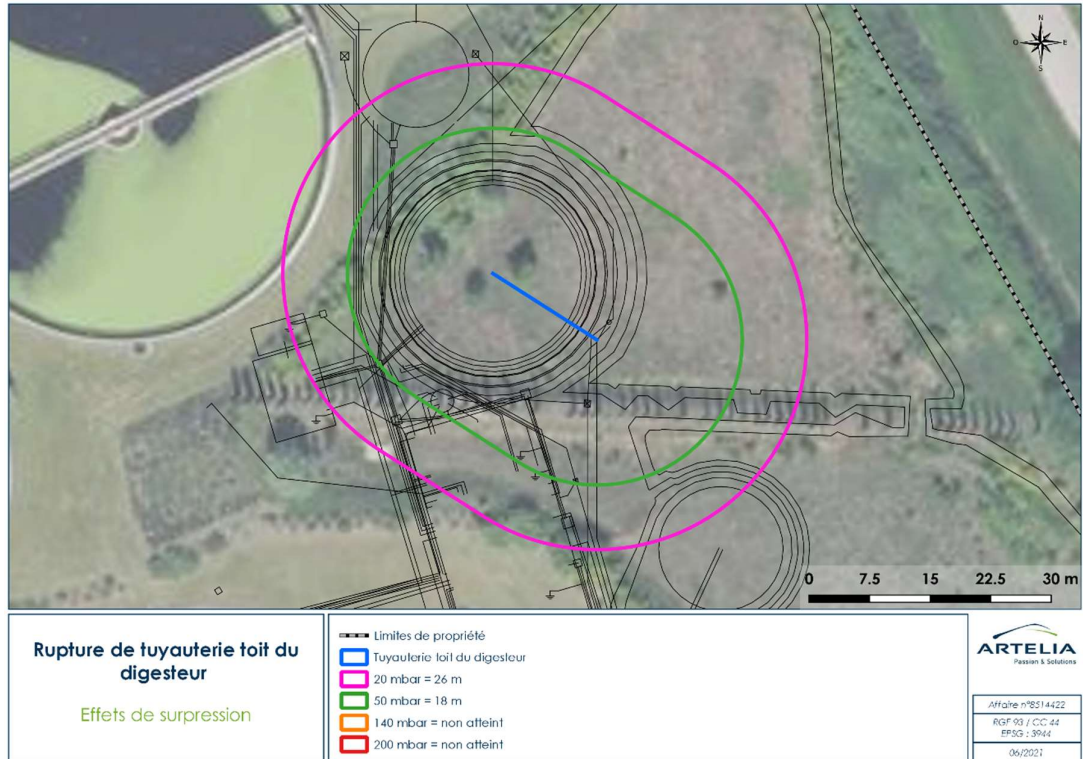 N
O
E
S
0 7.5 15 22.5 30 m
Rupture de tuyauterie toit du
digesteur
Effets de surpression
Limites de propriété
Tuyauterie toit du digesteur
20 mbar = 26 m
50 mbar = 18 m
140 mbar = non atteint
200 mbar = non atteint
ARTELIA
Passion & Solutions
Affaire n°8514422
RGF 93 / CC 44
EPSG : 3944
06/2021